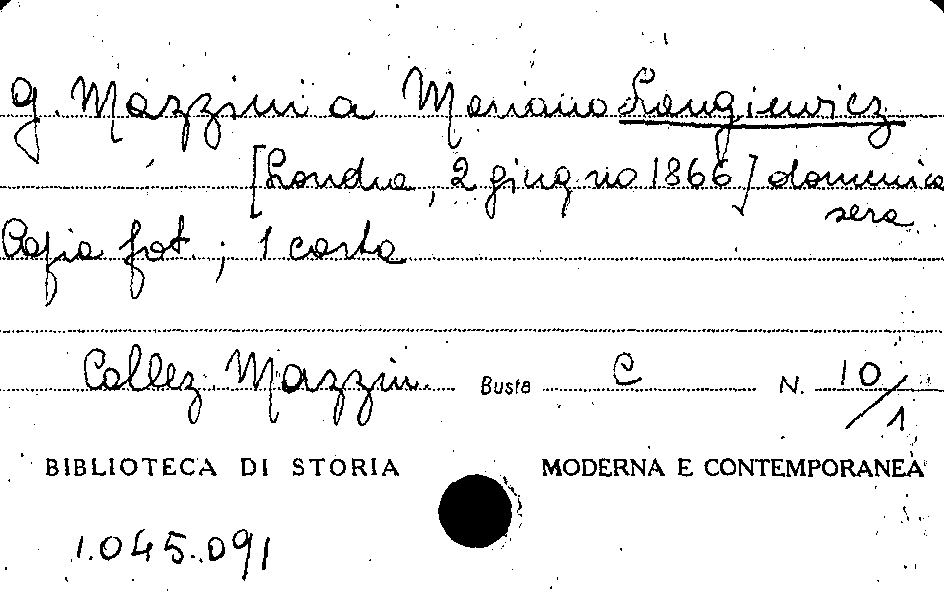 G. Mazzini a Mariano Langiewicz
[Londra, 2 giugno 1866] domenica
sera
Copia fot.; 1 carta
Collez. Mazzin. Busta C N. 10/1
BIBLIOTECA DI STORIA MODERNA E CONTEMPORANEA
1.045.091